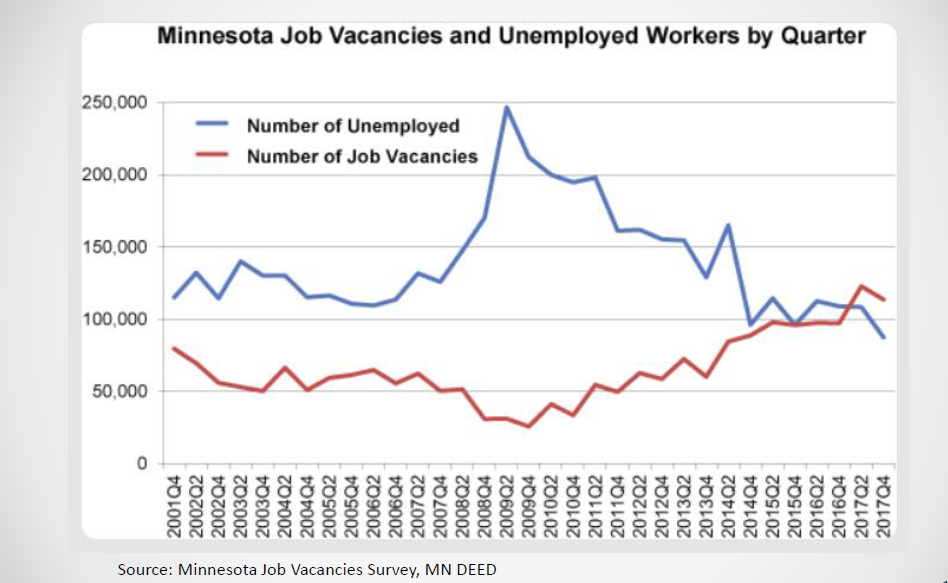 Minnesota Job Vacancies and Unemployed Workers by Quarter
250,000
Number of Unemployed
Number of Job Vacancies
200,000
150,000
100,000
50,000
0
2001Q4
2002Q2
2002Q4
2003Q2
2003Q4
2004Q2
2004Q4
2005Q2
2005Q4
2006Q2
2006Q4
2007Q2
2007Q4
2008Q2
2008Q4
2009Q2
2009Q4
2010Q2
2010Q4
2011Q2
2011Q4
2012Q2
2012Q4
2013Q2
2013Q4
2014Q2
2014Q4
2015Q2
2015Q4
2016Q2
2016Q4
2017Q2
2017Q4
Source: Minnesota Job Vacancies Survey, MN DEED